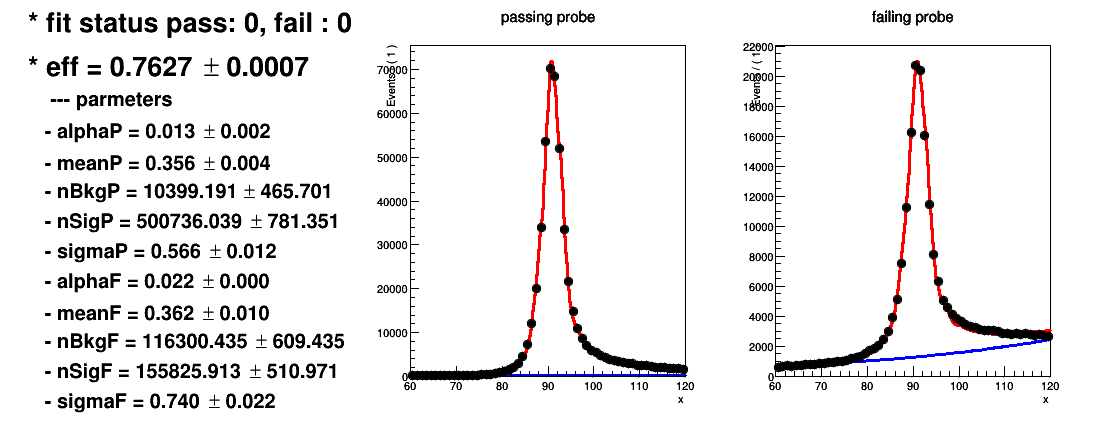 * fit status pass: 0, fail : 0
* eff = 0.7627 ± 0.0007
--- parmeters
- alphaP = 0.013 ± 0.002
- meanP = 0.356 ± 0.004
- nBkgP = 10399.191 ± 465.701
- nSigP = 500736.039 ± 781.351
- sigmaP = 0.566 ± 0.012
- alphaF = 0.022 ± 0.000
- meanF = 0.362 ± 0.010
- nBkgF = 116300.435 ± 609.435
- nSigF = 155825.913 ± 510.971
- sigmaF = 0.740 ± 0.022
passing probe
Events / ( 1 )
70000
60000
50000
40000
30000
20000
10000
0
60 70 80 90 100 110 120
x
failing probe
Events / ( 1 )
22000
20000
18000
16000
14000
12000
10000
8000
6000
4000
2000
0
60 70 80 90 100 110 120
x